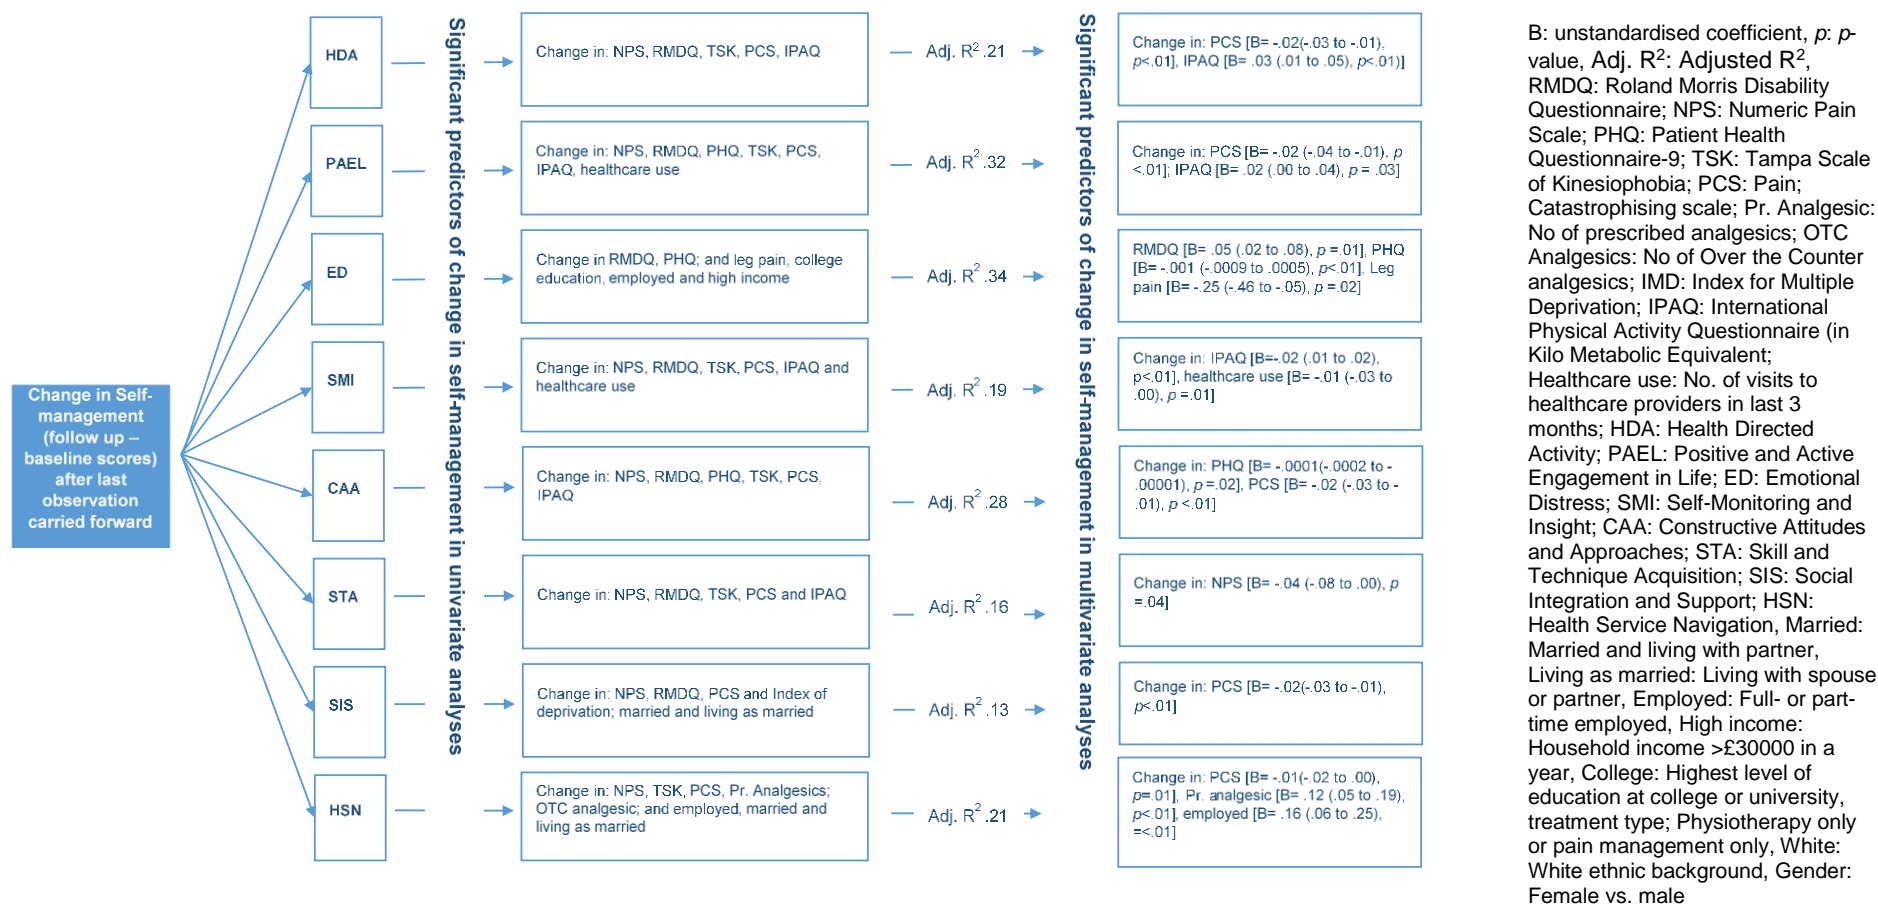 Change in Self-
management
(follow up –
baseline scores)
after last
observation
carried forward
HDA
PAEL
ED
SMI
CAA
STA
SIS
HSN
Significant predictors of change in self-management in univariate analyses
Change in: NPS, RMDQ, TSK, PCS, IPAQ
Change in: NPS, RMDQ, PHQ, TSK, PCS,
IPAQ, healthcare use
Change in RMDQ, PHQ; and leg pain, college
education, employed and high income
Change in: NPS, RMDQ, TSK, PCS, IPAQ and
healthcare use
Change in: NPS, RMDQ, PHQ, TSK, PCS,
IPAQ
Change in: NPS, RMDQ, TSK, PCS and IPAQ
Change in: NPS, RMDQ, PCS and Index of
deprivation; married and living as married
Change in: NPS, TSK, PCS, Pr. Analgesics;
OTC analgesic; and employed, married and
living as married
Adj. R² .21
Adj. R² .32
Adj. R² .34
Adj. R² .19
Adj. R² .28
Adj. R² .16
Adj. R² .13
Adj. R² .21
Significant predictors of change in self-management in multivariate analyses
Change in: PCS [B= -.02(-.03 to -.01),
p<.01], IPAQ [B= .03 (.01 to .05), p<.01)]
Change in: PCS [B= -.02 (-.04 to -.01), p
<.01]; IPAQ [B= .02 (.00 to .04), p = .03]
RMDQ [B= .05 (.02 to .08), p =.01], PHQ
[B= -.001 (-.0009 to .0005), p<.01], Leg
pain [B= -.25 (-.46 to -.05), p =.02]
Change in: IPAQ [B=-.02 (.01 to .02),
p<.01], healthcare use [B= -.01 (-.03 to
.00), p =.01]
Change in: PHQ [B= -.0001(-.0002 to -
.00001), p =.02], PCS [B= -.02 (-.03 to -
.01), p <.01]
Change in: NPS [B= -.04 (-.08 to .00), p
=.04]
Change in: PCS [B= -.02(-.03 to -.01),
p<.01]
Change in: PCS [B= -.01(-.02 to .00),
p=.01], Pr. analgesic [B= .12 (.05 to .19),
p<.01], employed [B= .16 (.06 to .25),
=<.01]
B: unstandardised coefficient, p: p-
value, Adj. R²: Adjusted R²,
RMDQ: Roland Morris Disability
Questionnaire; NPS: Numeric Pain
Scale; PHQ: Patient Health
Questionnaire-9; TSK: Tampa Scale
of Kinesiophobia; PCS: Pain;
Catastrophising scale; Pr. Analgesic:
No of prescribed analgesics; OTC
Analgesics: No of Over the Counter
analgesics; IMD: Index for Multiple
Deprivation; IPAQ: International
Physical Activity Questionnaire (in
Kilo Metabolic Equivalent;
Healthcare use: No. of visits to
healthcare providers in last 3
months; HDA: Health Directed
Activity; PAEL: Positive and Active
Engagement in Life; ED: Emotional
Distress; SMI: Self-Monitoring and
Insight; CAA: Constructive Attitudes
and Approaches; STA: Skill and
Technique Acquisition; SIS: Social
Integration and Support; HSN:
Health Service Navigation, Married:
Married and living with partner,
Living as married: Living with spouse
or partner, Employed: Full- or part-
time employed, High income:
Household income >£30000 in a
year, College: Highest level of
education at college or university,
treatment type; Physiotherapy only
or pain management only, White:
White ethnic background, Gender:
Female vs. male